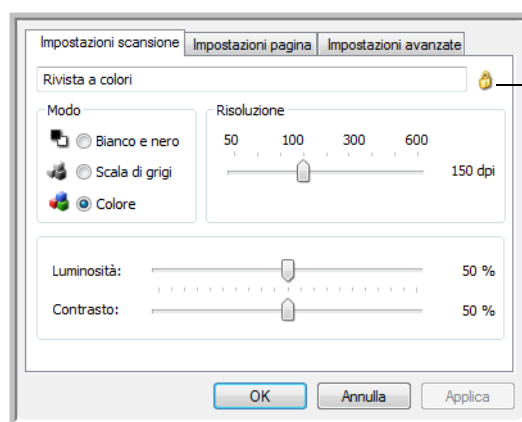 Impostazioni scansione Impostazioni pagina Impostazioni avanzate
Rivista a colori
Modo
Bianco e nero
Scala di grigi
Colore
Risoluzione
50 100 300 600
150 dpi
Luminosità: 50 %
Contrasto: 50 %
OK Annulla Applica